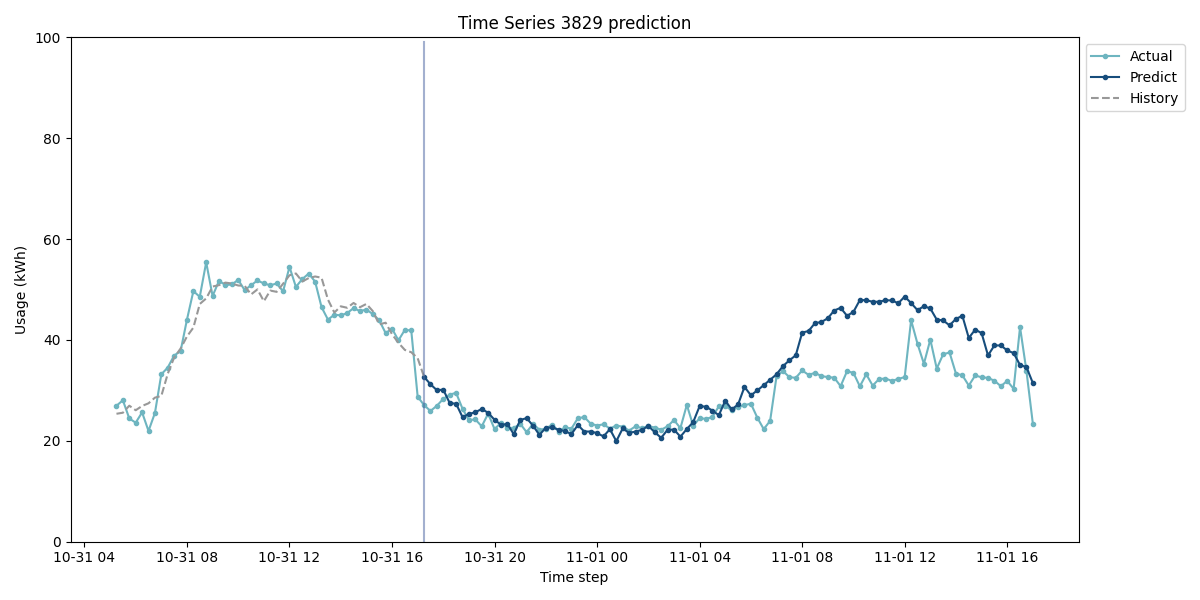 Time Series 3829 prediction
100
80
60
40
20
0
Usage (kWh)
10-31 04
10-31 08
10-31 12
10-31 16
10-31 20
11-01 00
11-01 04
11-01 08
11-01 12
11-01 16
Time step
Actual
Predict
History